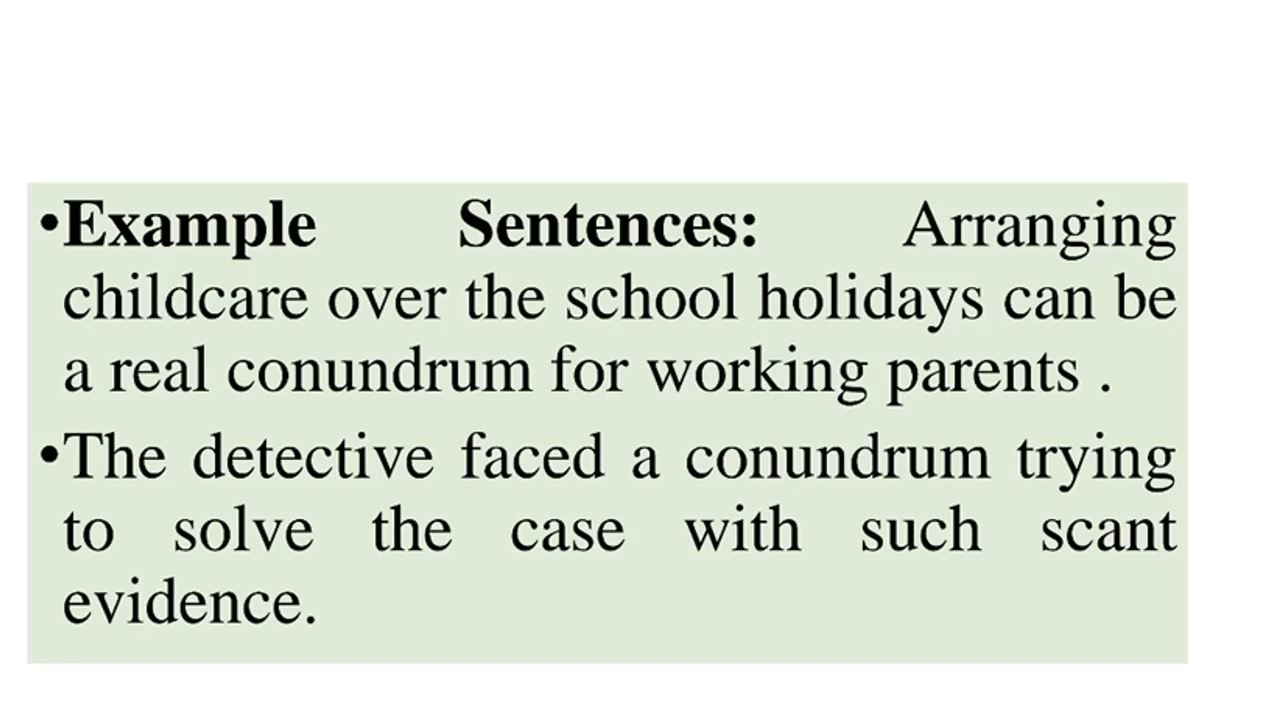 •Example Sentences: Arranging
childcare over the school holidays can be
a real conundrum for working parents .
•The detective faced a conundrum trying
to solve the case with such scant
evidence.